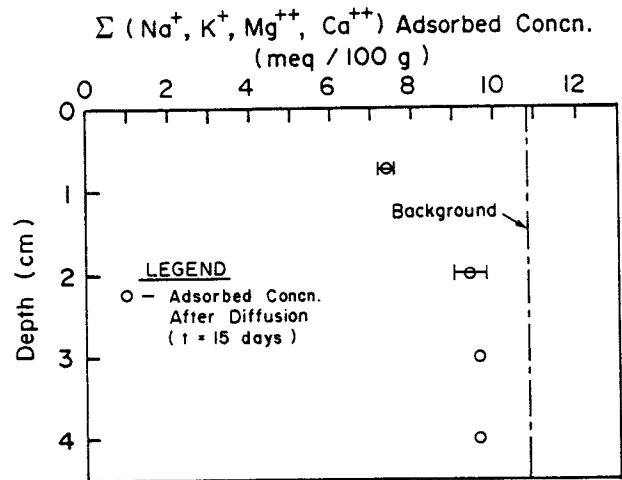 Σ (Na⁺, K⁺, Mg⁺⁺, Ca⁺⁺) Adsorbed Concn.
(meq / 100 g)
0 2 4 6 8 10 12
0
1
Background
2
LEGEND
o – Adsorbed Concn.
After Diffusion
( t = 15 days )
3
4
Depth (cm)